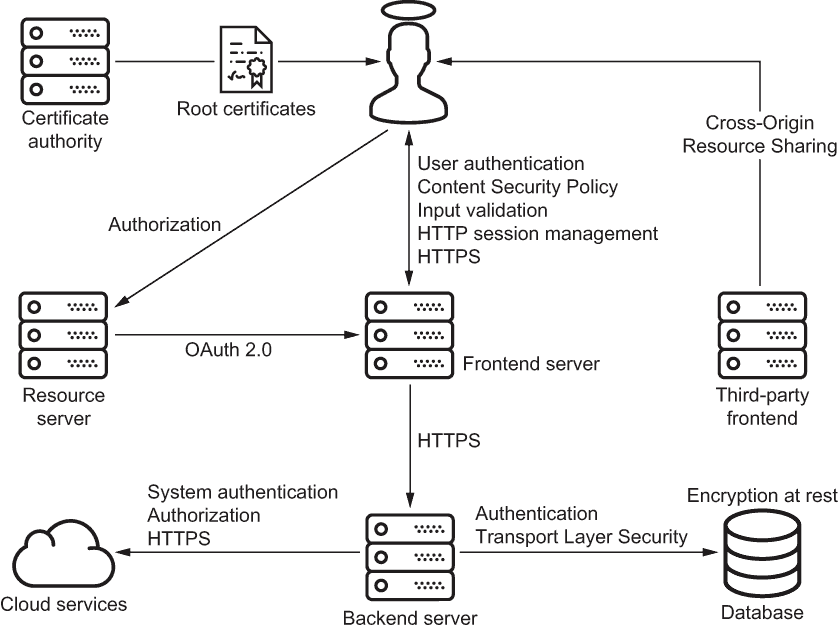 Certificate
authority
Root certificates
Cross-Origin
Resource Sharing
User authentication
Content Security Policy
Input validation
HTTP session management
HTTPS
Authorization
OAuth 2.0
Resource
server
Frontend server
Third-party
frontend
HTTPS
System authentication
Authorization
HTTPS
Authentication
Transport Layer Security
Encryption at rest
Cloud services
Backend server
Database